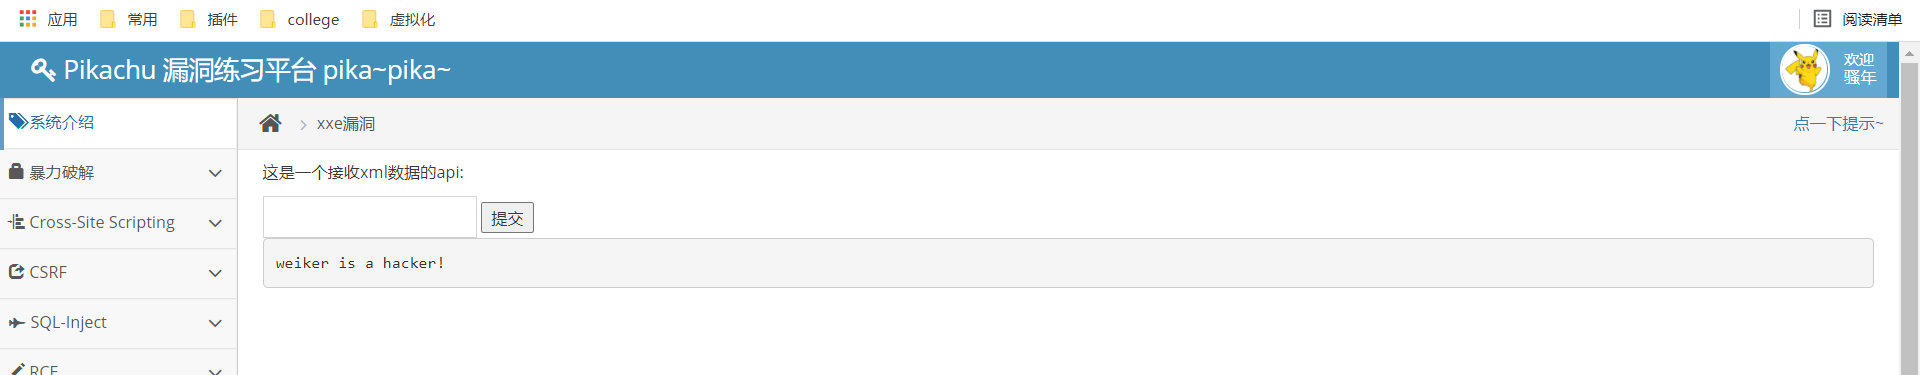 应用 常用 插件 college 虚拟化 阅读清单
Pikachu 漏洞练习平台 pika~pika~
欢迎
骚年
系统介绍
xxe漏洞
点一下提示~
暴力破解
这是一个接收xml数据的api:
Cross-Site Scripting
提交
CSRF
weiker is a hacker!
SQL-Inject
RCE